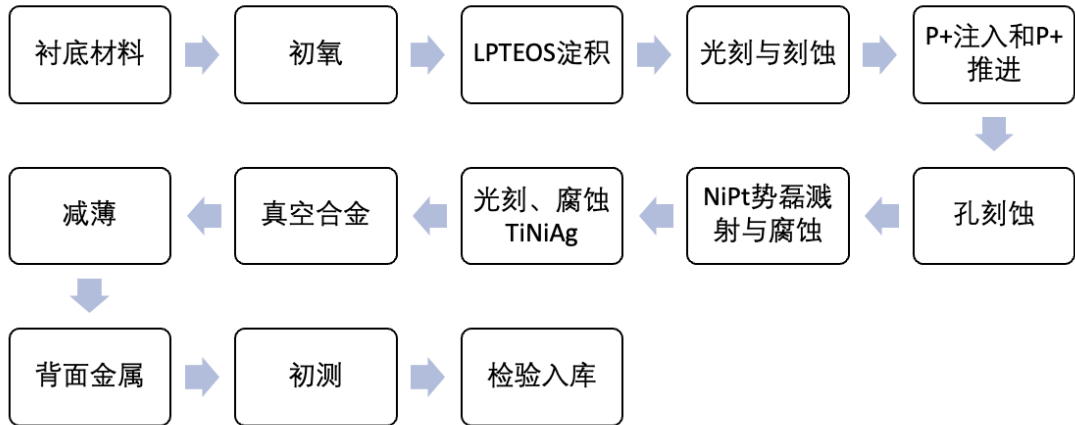 衬底材料
初氧
LPTEOS淀积
光刻与刻蚀
P+注入和P+
推进
孔刻蚀
NiPt势磊溅
射与腐蚀
光刻、腐蚀
TiNiAg
真空合金
减薄
背面金属
初测
检验入库